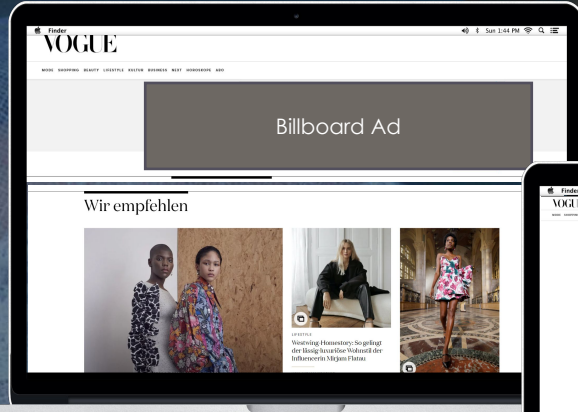 Finder
Sun 1:44 PM
VOGUE
MODE SHOPPING BEAUTY LIFESTYLE KULTUR BUSINESS NEXT HOROSKOPE ABO
Billboard Ad
Wir empfehlen
LIFESTYLE
Westwing-Homestory: So gelingt
der lässig-luxuriöse Wohnstil der
Influencerin Mirjam Flatau
Finder
VOGUE